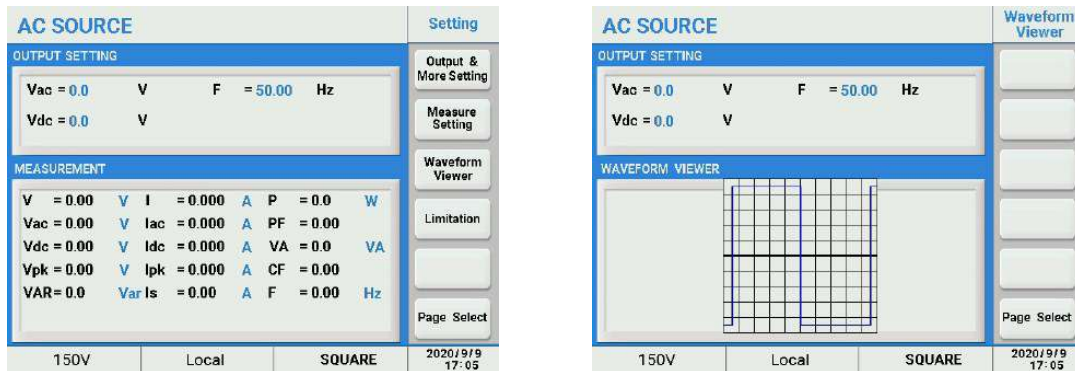 AC SOURCE
Setting
OUTPUT SETTING
Vac = 0.0 V F = 50.00 Hz
Vdc = 0.0 V
Output &
More Setting
Measure
Setting
Waveform
Viewer
Limitation
Page Select
MEASUREMENT
V = 0.00 V I = 0.000 A P = 0.0 W
Vac = 0.00 V Iac = 0.000 A PF = 0.00
Vdc = 0.00 V Idc = 0.000 A VA = 0.0 VA
Vpk = 0.00 V Ipk = 0.000 A CF = 0.00
VAR= 0.0 Var Is = 0.00 A F = 0.00 Hz
150V Local SQUARE 2020/9/9
17:05
AC SOURCE
Waveform
Viewer
OUTPUT SETTING
Vac = 0.0 V F = 50.00 Hz
Vdc = 0.0 V
WAVEFORM VIEWER
Page Select
150V Local SQUARE 2020/9/9
17:05